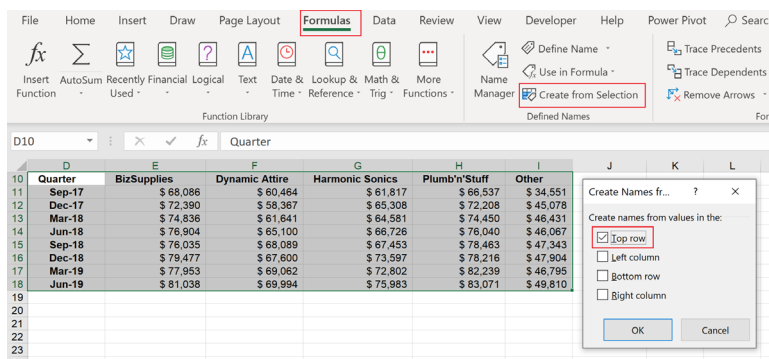 File Home Insert Draw Page Layout Formulas Data Review View Developer Help Power Pivot Searc
fx Insert Function
AutoSum
Recently Used
Financial
Logical
Text
Date & Time
Lookup & Reference
Math & Trig
More Functions
Function Library
Name Manager
Define Name
Use in Formula
Create from Selection
Defined Names
Trace Precedents
Trace Dependents
Remove Arrows
For
D10 fx Quarter
D E F G H I J K L
10 Quarter BizSupplies Dynamic Attire Harmonic Sonics Plumb'n'Stuff Other
11 Sep-17 $ 68,086 $ 60,464 $ 61,817 $ 66,537 $ 34,551
12 Dec-17 $ 72,390 $ 58,367 $ 65,308 $ 72,208 $ 45,078
13 Mar-18 $ 74,836 $ 61,641 $ 64,581 $ 74,450 $ 46,431
14 Jun-18 $ 76,904 $ 65,100 $ 66,726 $ 76,040 $ 46,067
15 Sep-18 $ 76,035 $ 68,089 $ 67,453 $ 78,463 $ 47,343
16 Dec-18 $ 79,477 $ 67,600 $ 73,597 $ 78,216 $ 47,904
17 Mar-19 $ 77,953 $ 69,062 $ 72,802 $ 82,239 $ 46,795
18 Jun-19 $ 81,038 $ 69,994 $ 75,983 $ 83,071 $ 49,810
19
20
21
22
23
Create Names fr... ? ×
Create names from values in the:
Top row
Left column
Bottom row
Right column
OK Cancel